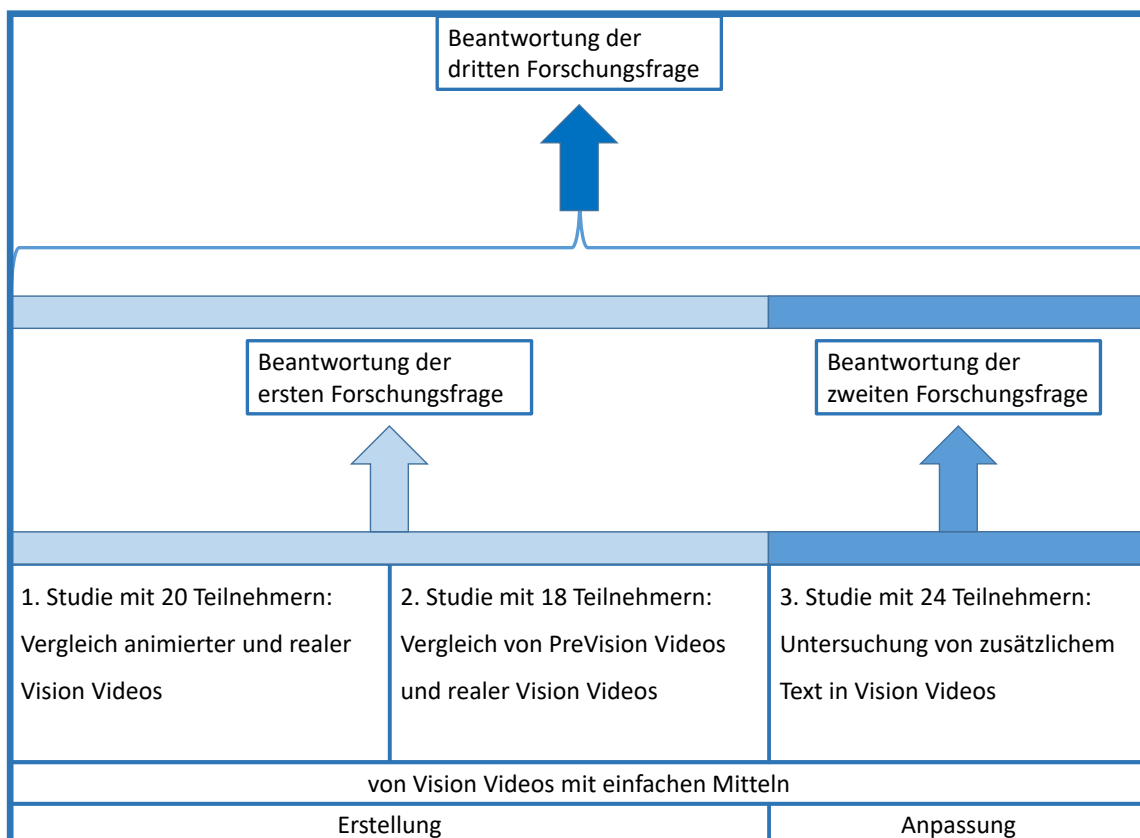 Beantwortung der
dritten Forschungsfrage
Beantwortung der
ersten Forschungsfrage
Beantwortung der
zweiten Forschungsfrage
1. Studie mit 20 Teilnehmern:
Vergleich animierter und realer
Vision Videos
2. Studie mit 18 Teilnehmern:
Vergleich von PreVision Videos
und realer Vision Videos
3. Studie mit 24 Teilnehmern:
Untersuchung von zusätzlichem
Text in Vision Videos
von Vision Videos mit einfachen Mitteln
Erstellung
Anpassung